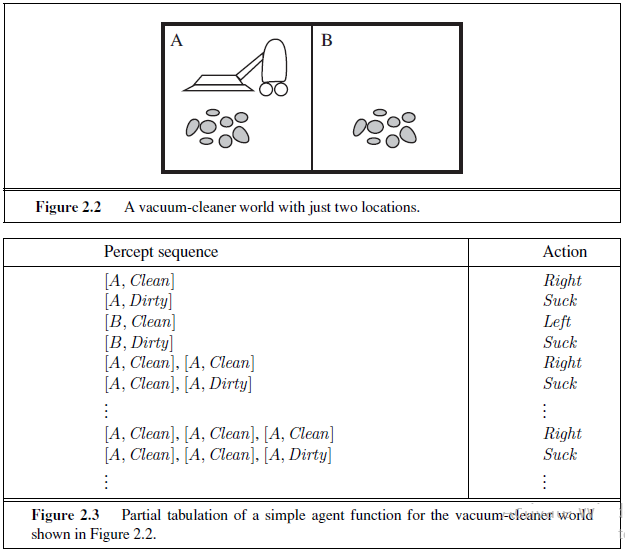 A
B
Figure 2.2 A vacuum-cleaner world with just two locations.
Percept sequence Action
[A, Clean] Right
[A, Dirty] Suck
[B, Clean] Left
[B, Dirty] Suck
[A, Clean], [A, Clean] Right
[A, Clean], [A, Dirty] Suck
⋮ ⋮
[A, Clean], [A, Clean], [A, Clean] Right
[A, Clean], [A, Clean], [A, Dirty] Suck
⋮ ⋮
Figure 2.3 Partial tabulation of a simple agent function for the vacuum-cleaner world
shown in Figure 2.2.